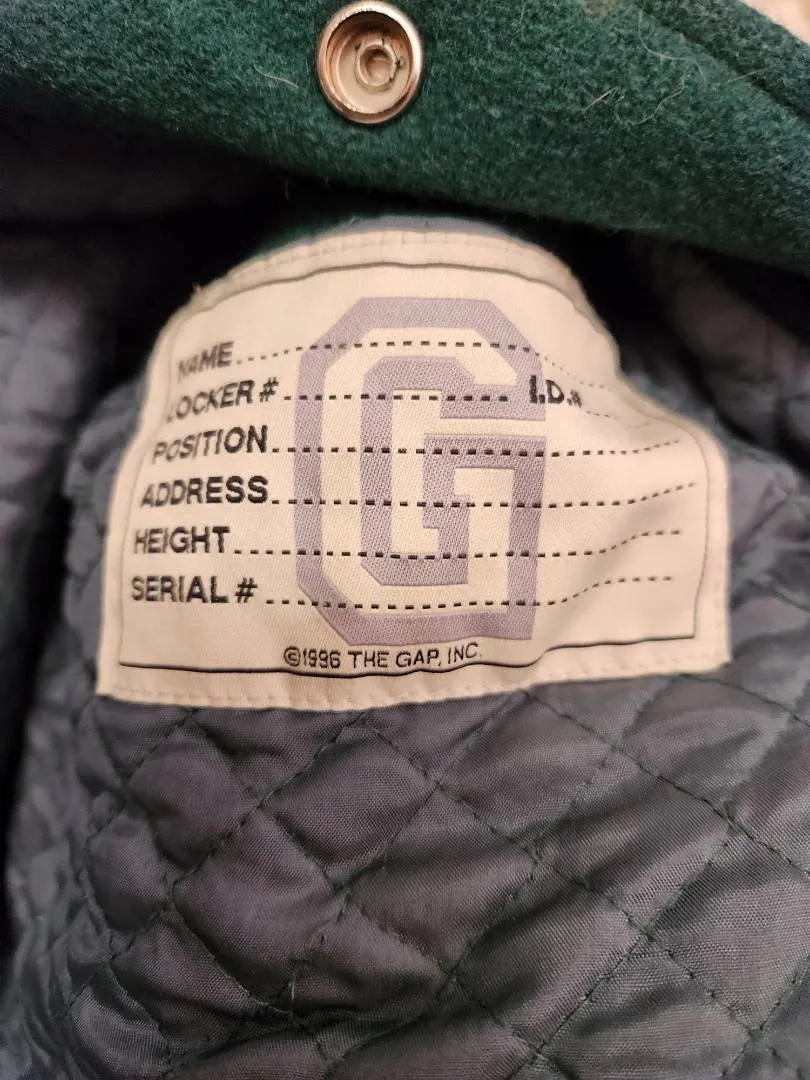 G
NAME
LOCKER # I.D.#
POSITION
ADDRESS
HEIGHT
SERIAL #
©1996 THE GAP, INC.